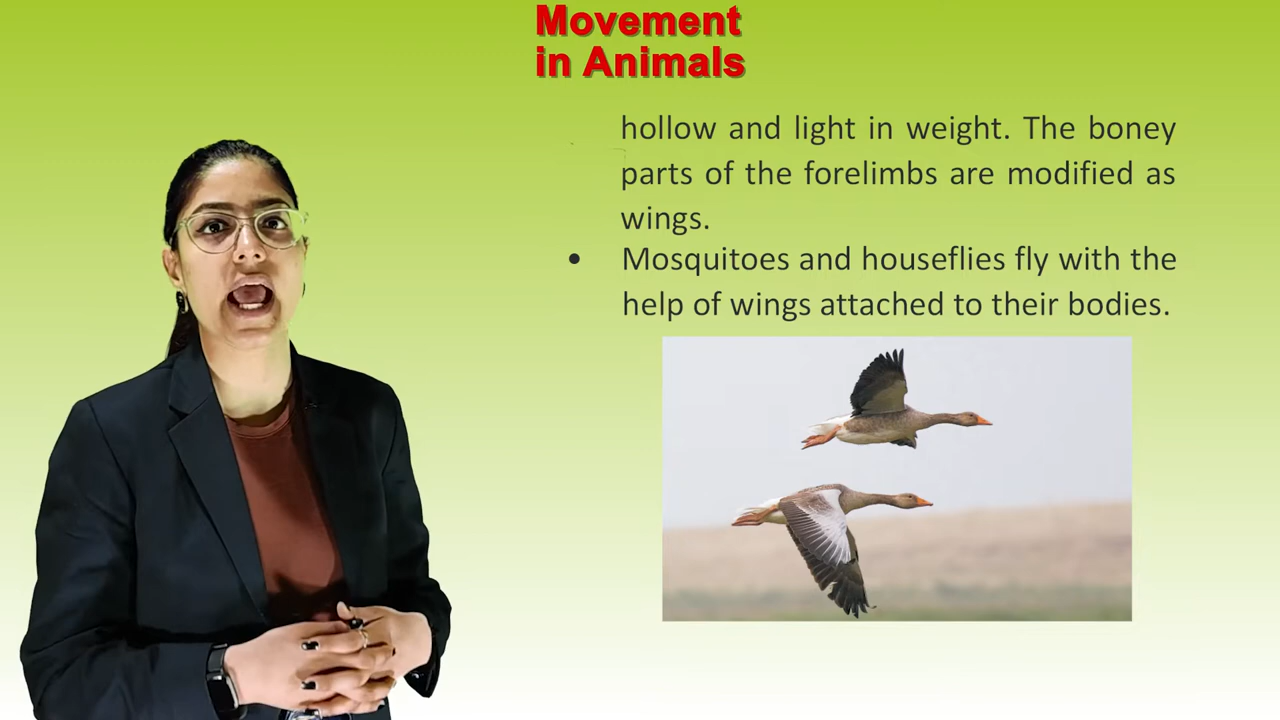 Movement
in Animals
hollow and light in weight. The boney
parts of the forelimbs are modified as
wings.
• Mosquitoes and houseflies fly with the
help of wings attached to their bodies.